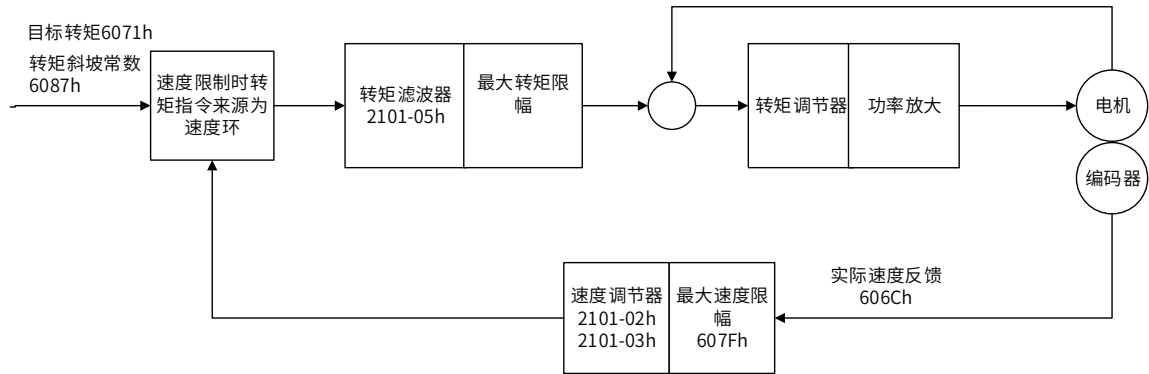 目标转矩6071h
转矩斜坡常数
6087h
速度限制时转
矩指令来源为
速度环
转矩滤波器
2101-05h
最大转矩限
幅
转矩调节器
功率放大
电机
编码器
实际速度反馈
606Ch
速度调节器
2101-02h
2101-03h
最大速度限
幅
607Fh